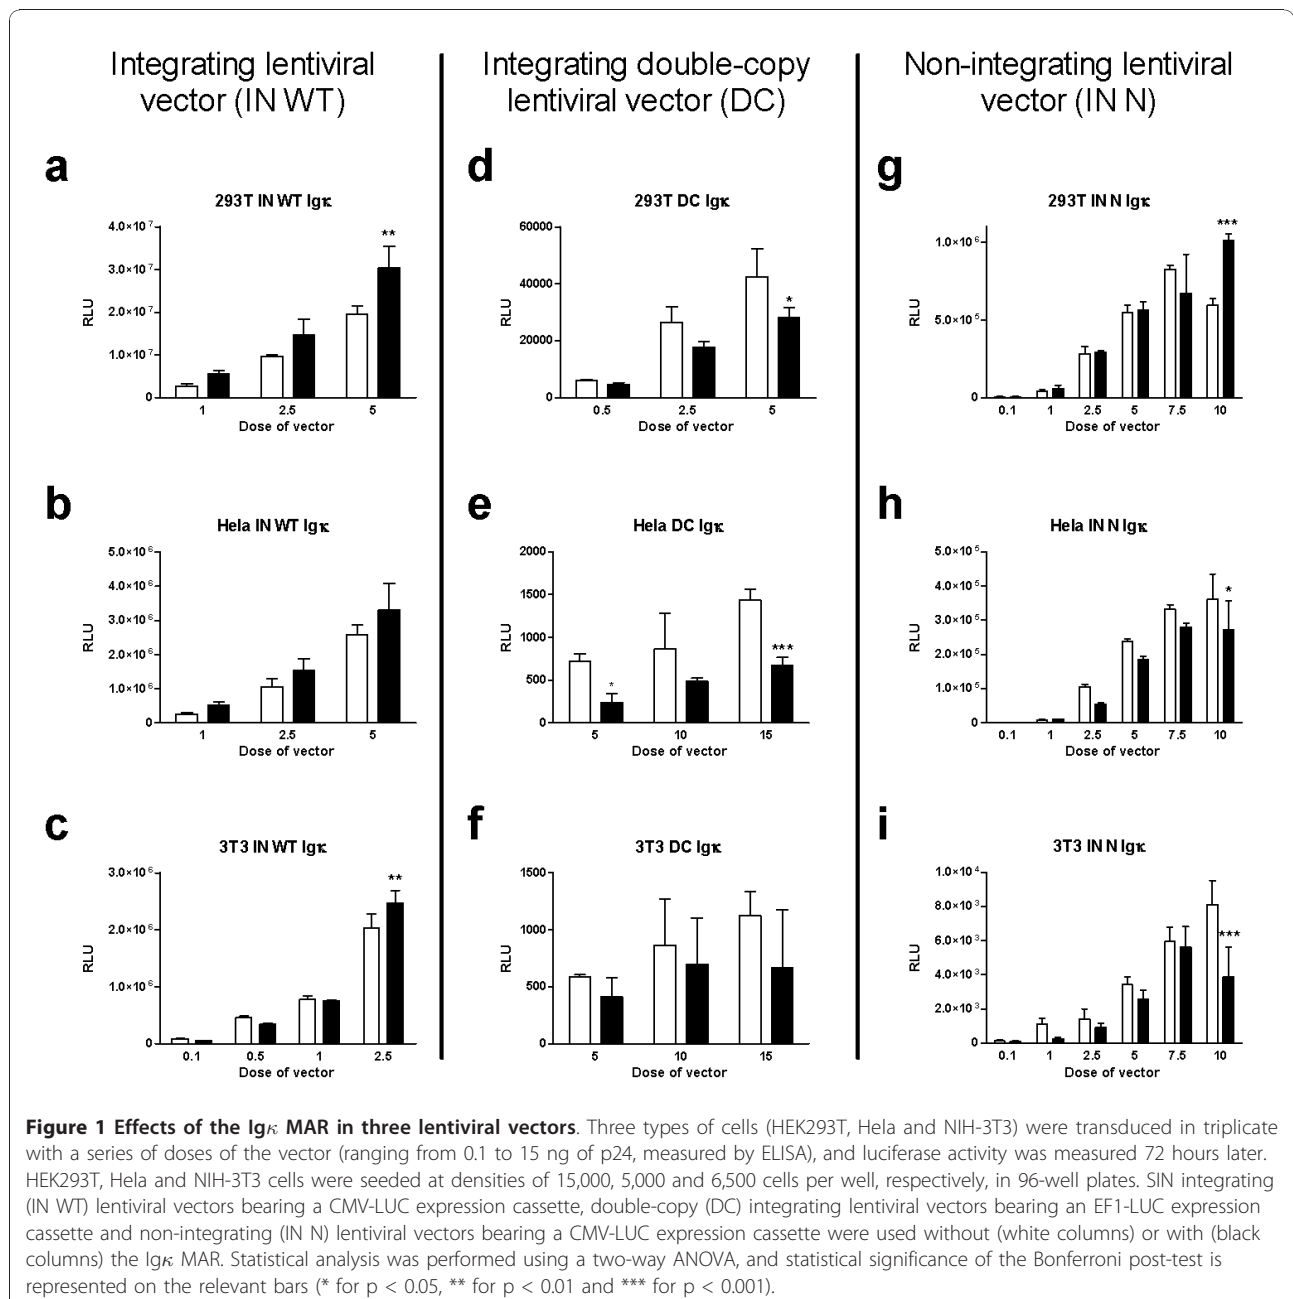 Integrating lentiviral
vector (IN WT)
Integrating double-copy
lentiviral vector (DC)
Non-integrating lentiviral
vector (IN N)
a
293T IN WT Igκ
RLU
4.0×10⁷
3.0×10⁷
2.0×10⁷
1.0×10⁷
0
**
1 2.5 5
Dose of vector
d
293T DC Igκ
RLU
60000
40000
20000
0
*
0.5 2.5 5
Dose of vector
g
293T IN N Igκ
RLU
1.0×10⁶
5.0×10⁵
0
***
0.1 1 2.5 5 7.5 10
Dose of vector
b
Hela IN WT Igκ
RLU
5.0×10⁶
4.0×10⁶
3.0×10⁶
2.0×10⁶
1.0×10⁶
0
1 2.5 5
Dose of vector
e
Hela DC Igκ
RLU
2000
1500
1000
500
0
*
***
5 10 15
Dose of vector
h
Hela IN N Igκ
RLU
5.0×10⁵
4.0×10⁵
3.0×10⁵
2.0×10⁵
1.0×10⁵
0
*
0.1 1 2.5 5 7.5 10
Dose of vector
c
3T3 IN WT Igκ
RLU
3.0×10⁶
2.0×10⁶
1.0×10⁶
0
**
0.1 0.5 1 2.5
Dose of vector
f
3T3 DC Igκ
RLU
1500
1000
500
0
5 10 15
Dose of vector
i
3T3 IN N Igκ
RLU
1.0×10⁴
8.0×10³
6.0×10³
4.0×10³
2.0×10³
0
***
0.1 1 2.5 5 7.5 10
Dose of vector
Figure 1 Effects of the Igκ MAR in three lentiviral vectors. Three types of cells (HEK293T, Hela and NIH-3T3) were transduced in triplicate
with a series of doses of the vector (ranging from 0.1 to 15 ng of p24, measured by ELISA), and luciferase activity was measured 72 hours later.
HEK293T, Hela and NIH-3T3 cells were seeded at densities of 15,000, 5,000 and 6,500 cells per well, respectively, in 96-well plates. SIN integrating
(IN WT) lentiviral vectors bearing a CMV-LUC expression cassette, double-copy (DC) integrating lentiviral vectors bearing an EF1-LUC expression
cassette and non-integrating (IN N) lentiviral vectors bearing a CMV-LUC expression cassette were used without (white columns) or with (black
columns) the Igκ MAR. Statistical analysis was performed using a two-way ANOVA, and statistical significance of the Bonferroni post-test is
represented on the relevant bars (* for p < 0.05, ** for p < 0.01 and *** for p < 0.001).